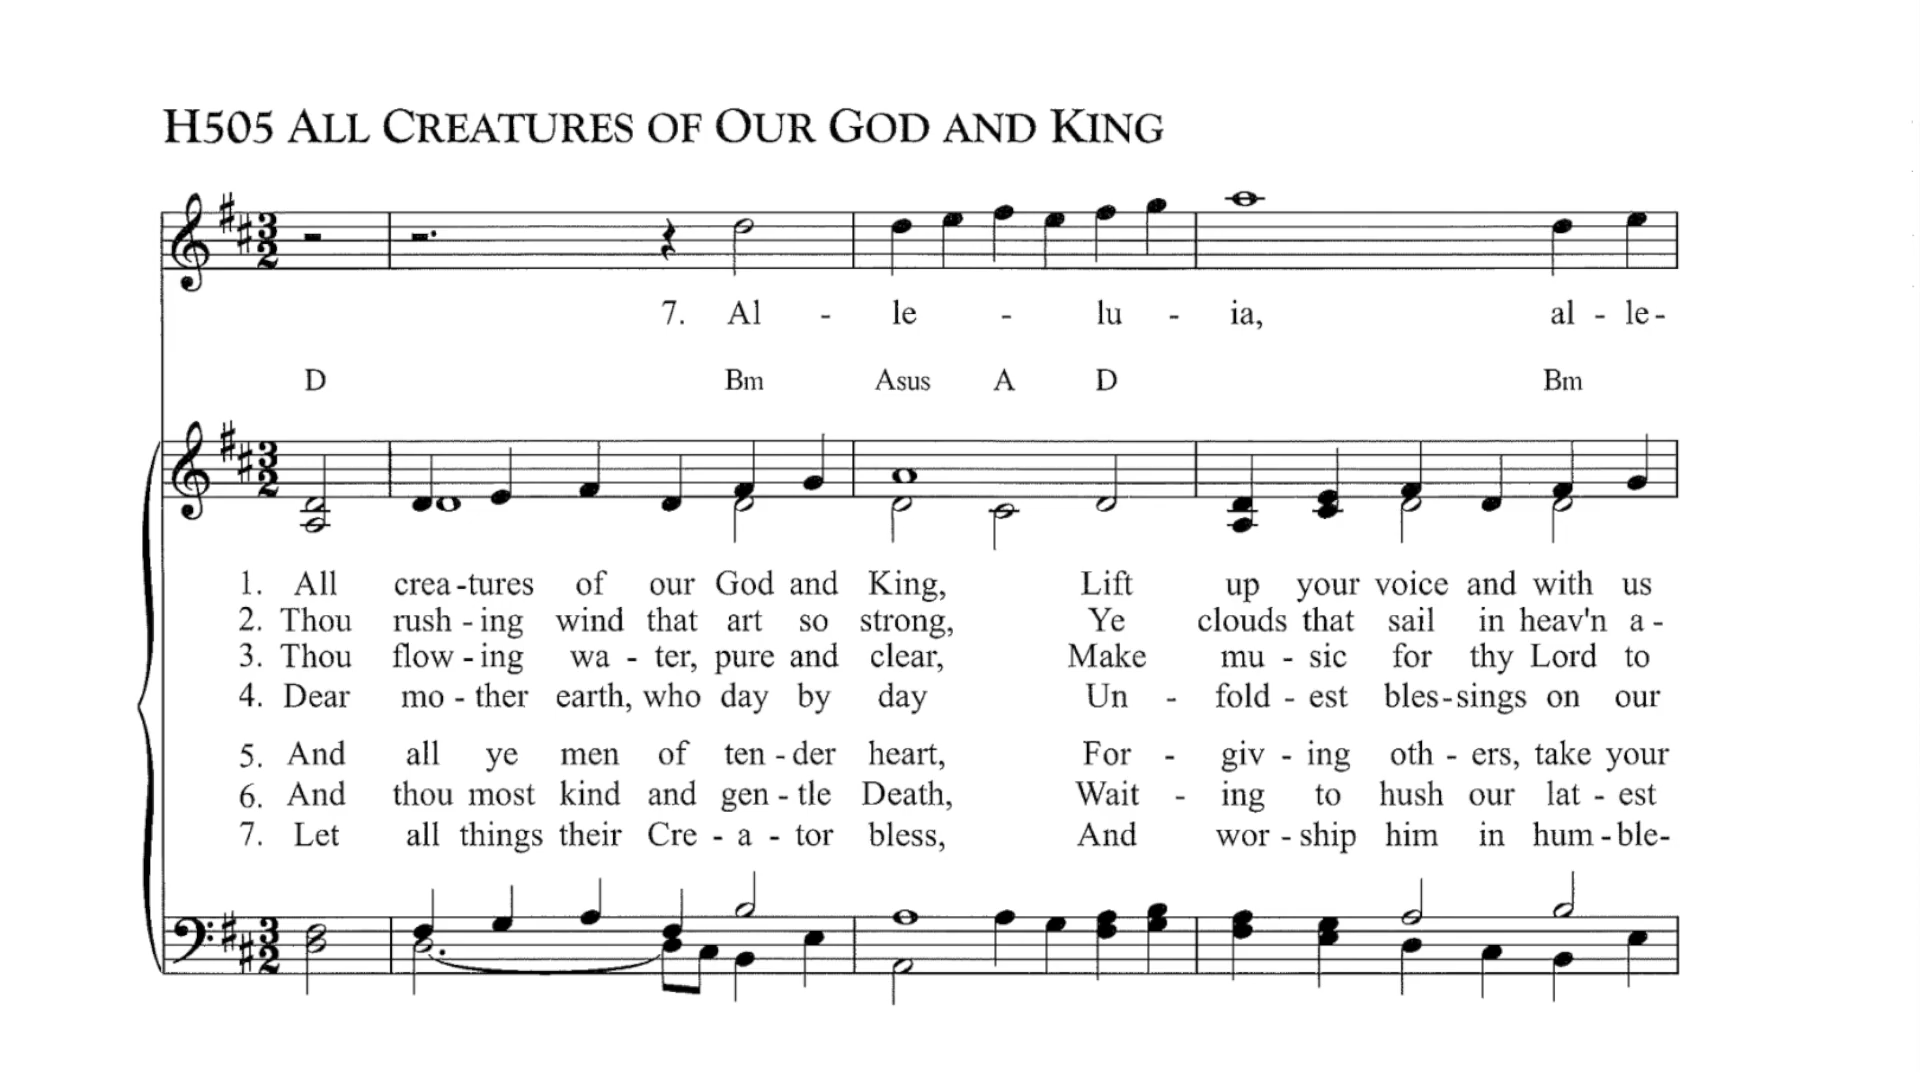 H505 ALL CREATURES OF OUR GOD AND KING
7. Al - le - lu - ia, al - le -
D Bm Asus A D Bm
1. All crea - tures of our God and King, Lift up your voice and with us
2. Thou rush - ing wind that art so strong, Ye clouds that sail in heav'n a -
3. Thou flow - ing wa - ter, pure and clear, Make mu - sic for thy Lord to
4. Dear mo - ther earth, who day by day Un - fold - est bles - sings on our
5. And all ye men of ten - der heart, For - giv - ing oth - ers, take your
6. And thou most kind and gen - tle Death, Wait - ing to hush our lat - est
7. Let all things their Cre - a - tor bless, And wor - ship him in hum - ble-